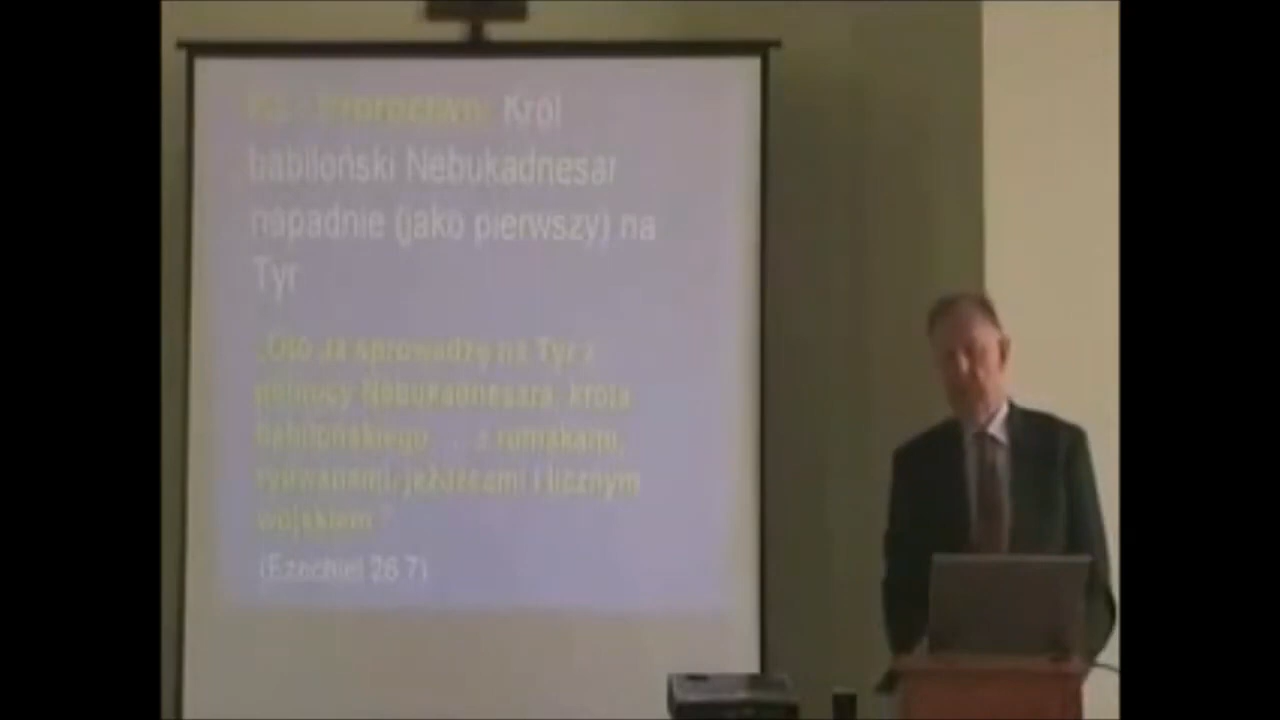 Proroctwo: Król
babiloński Nebukadnesar
napadnie (jako pierwszy) na
Tyr
„Oto Ja sprowadzę na Tyr z
północy Nebukadnesara, króla
babilońskiego ... z rumakami,
rydwanami, jeźdźcami i licznym
wojskiem”
(Ezechiel 26 7)